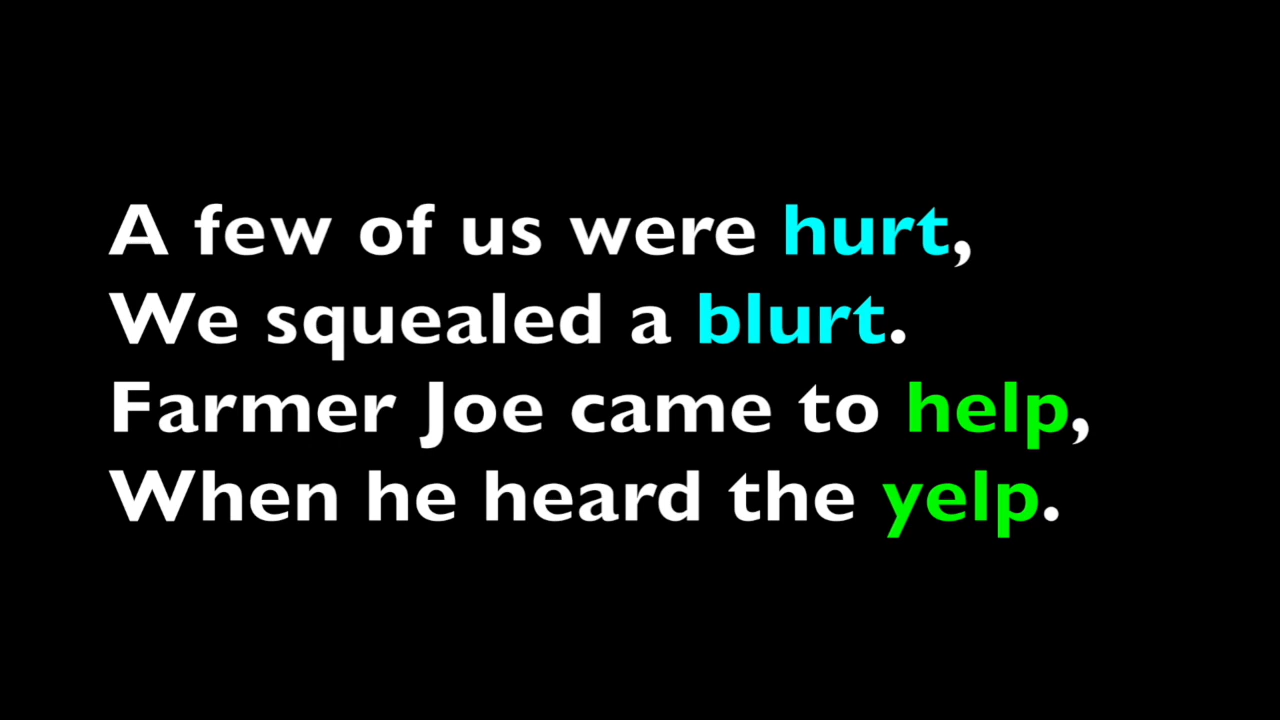 A few of us were hurt,
We squealed a blurt.
Farmer Joe came to help,
When he heard the yelp.